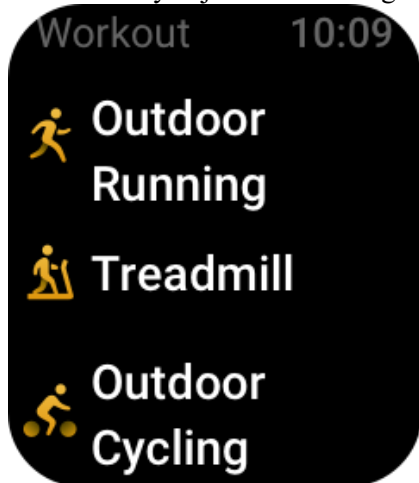 Workout 10:09
Outdoor
Running
Treadmill
Outdoor
Cycling